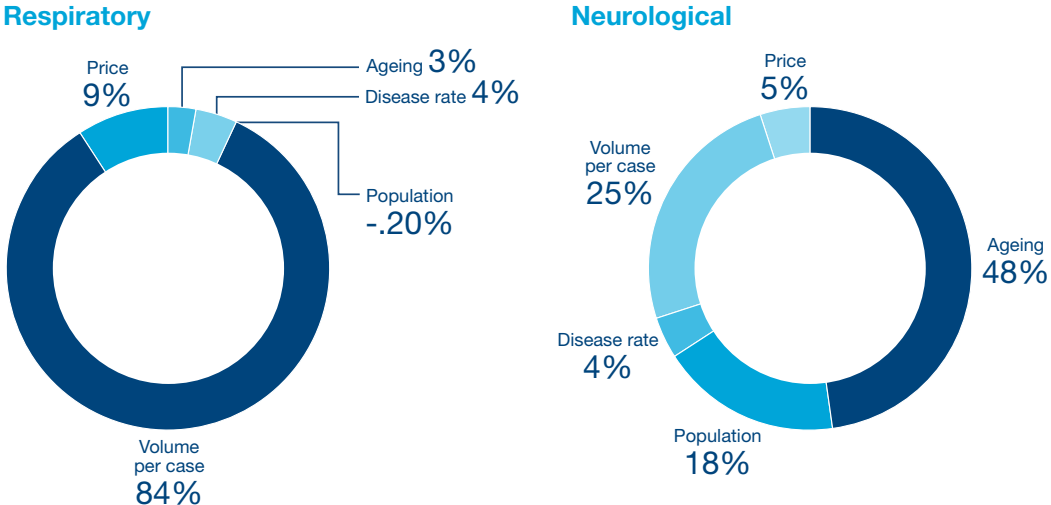 Respiratory
Price
9%
Ageing 3%
Disease rate 4%
Population
-.20%
Volume
per case
84%
Neurological
Price
5%
Volume
per case
25%
Ageing
48%
Disease rate
4%
Population
18%